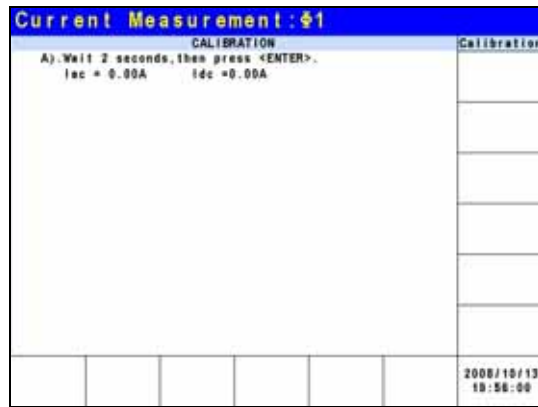 Current Measurement:Φ1
CALIBRATION
Calibration
A).Wait 2 seconds,then press <ENTER>.
Iac = 0.00A Idc =0.00A
2008/10/13
19:56:00